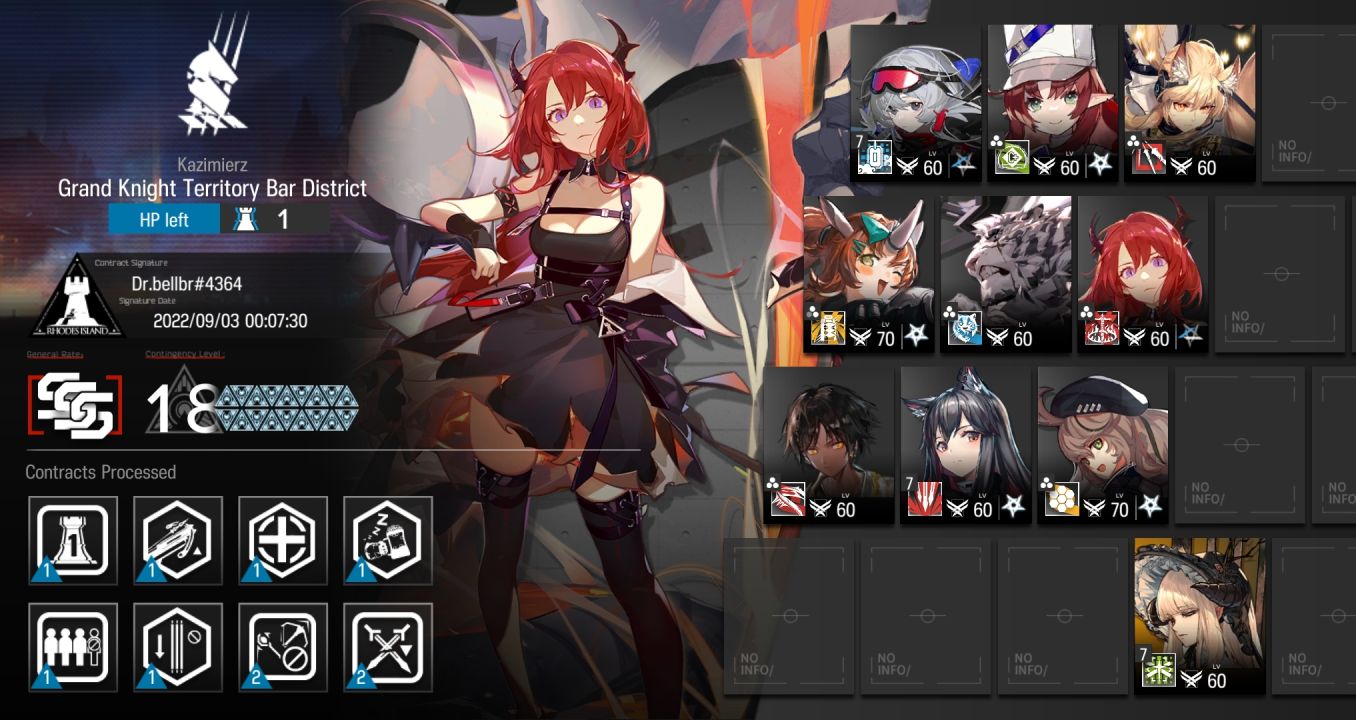 Kazimierz
Grand Knight Territory Bar District
HP left 1
Contract Signature
Dr.bellbr#4364
Signature Date
2022/09/03 00:07:30
RHODES ISLAND
General Rate:
Contingency Level :
SSS
18
Contracts Processed
1
1
1
1
Z
Z
Z
1
1
1
2
2
7
LV
60
LV
60
LV
60
NO
INFO/
LV
70
LV
60
LV
60
NO
INFO/
LV
60
7
LV
60
LV
70
NO
INFO/
NO
INFO/
NO
INFO/
NO
INFO/
NO
INFO/
7
LV
60
NO
INFO/